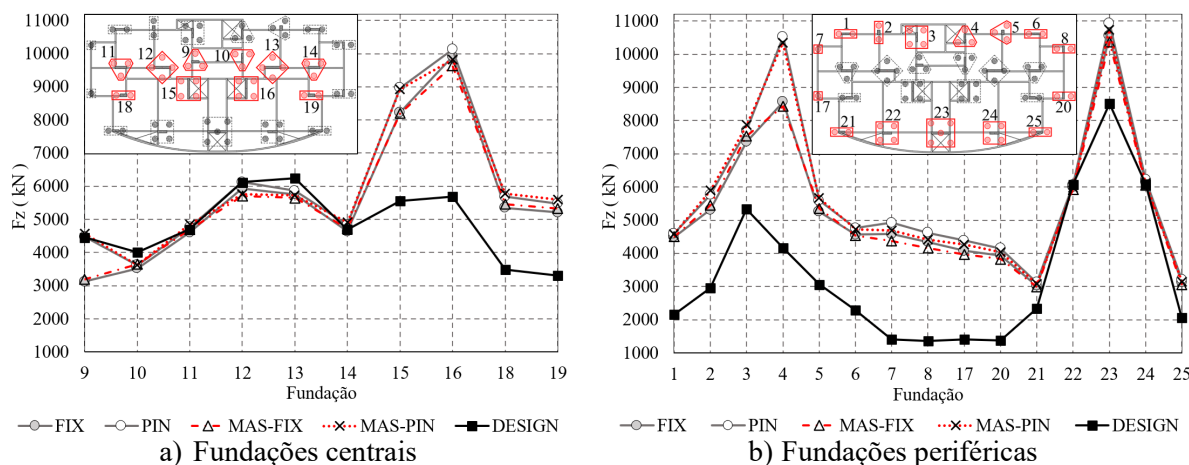 11000
10000
9000
8000
7000
6000
5000
4000
3000
2000
1000
Fz ( kN )
9 10 11 12 13 14 15 16 18 19
Fundação
11 12 9 10 13 14
15 16
18 19
FIX PIN MAS-FIX MAS-PIN DESIGN
a) Fundações centrais
11000
10000
9000
8000
7000
6000
5000
4000
3000
2000
1000
Fz ( kN )
1 2 3 4 5 6 7 8 17 20 21 22 23 24 25
Fundação
1 2 3 4 5 6
7 8
17 20
21 22 23 24 25
FIX PIN MAS-FIX MAS-PIN DESIGN
b) Fundações periféricas